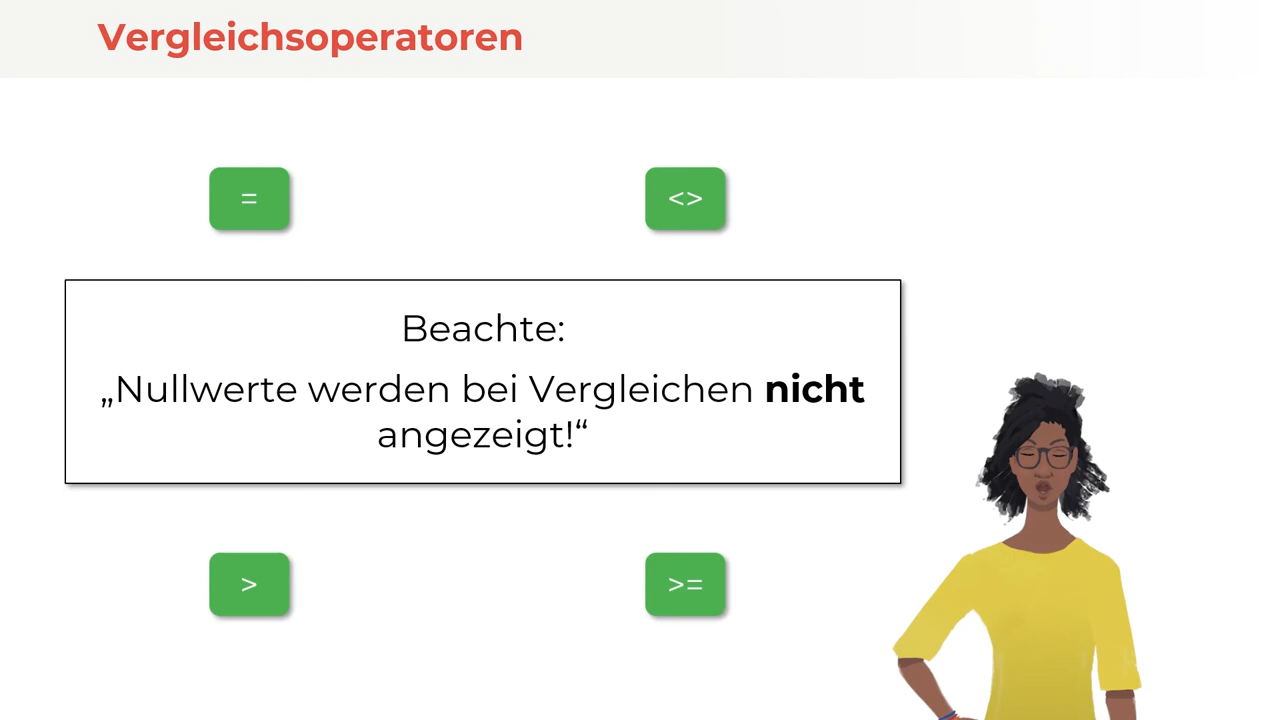 Vergleichsoperatoren
= <>
Beachte:
„Nullwerte werden bei Vergleichen nicht
angezeigt!“
> >=